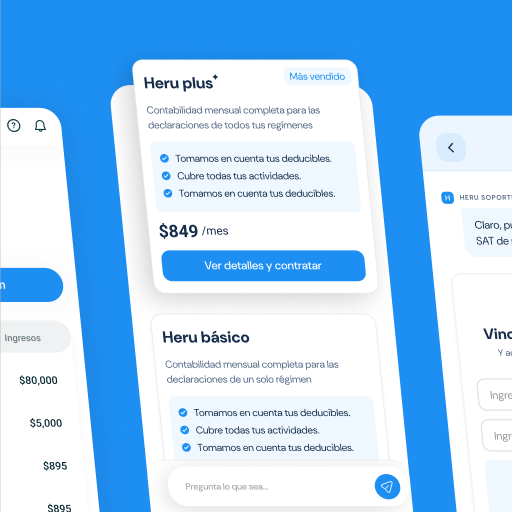 Ingresos
$80,000
$5,000
$895
$895
Heru plus+
Más vendido
Contabilidad mensual completa para las
declaraciones de todos tus regímenes
Tomamos en cuenta tus deducibles.
Cubre todas tus actividades.
Tomamos en cuenta tus deducibles.
$849 /mes
Ver detalles y contratar
Heru básico
Contabilidad mensual completa para las
declaraciones de un solo régimen
Tomamos en cuenta tus deducibles.
Cubre todas tus actividades.
Tomamos en cuenta tus deducibles.
Pregunta lo que sea...
H HERU SOPORT
Claro, pu
SAT de
Vinc
Y a
Ingre
Ingr